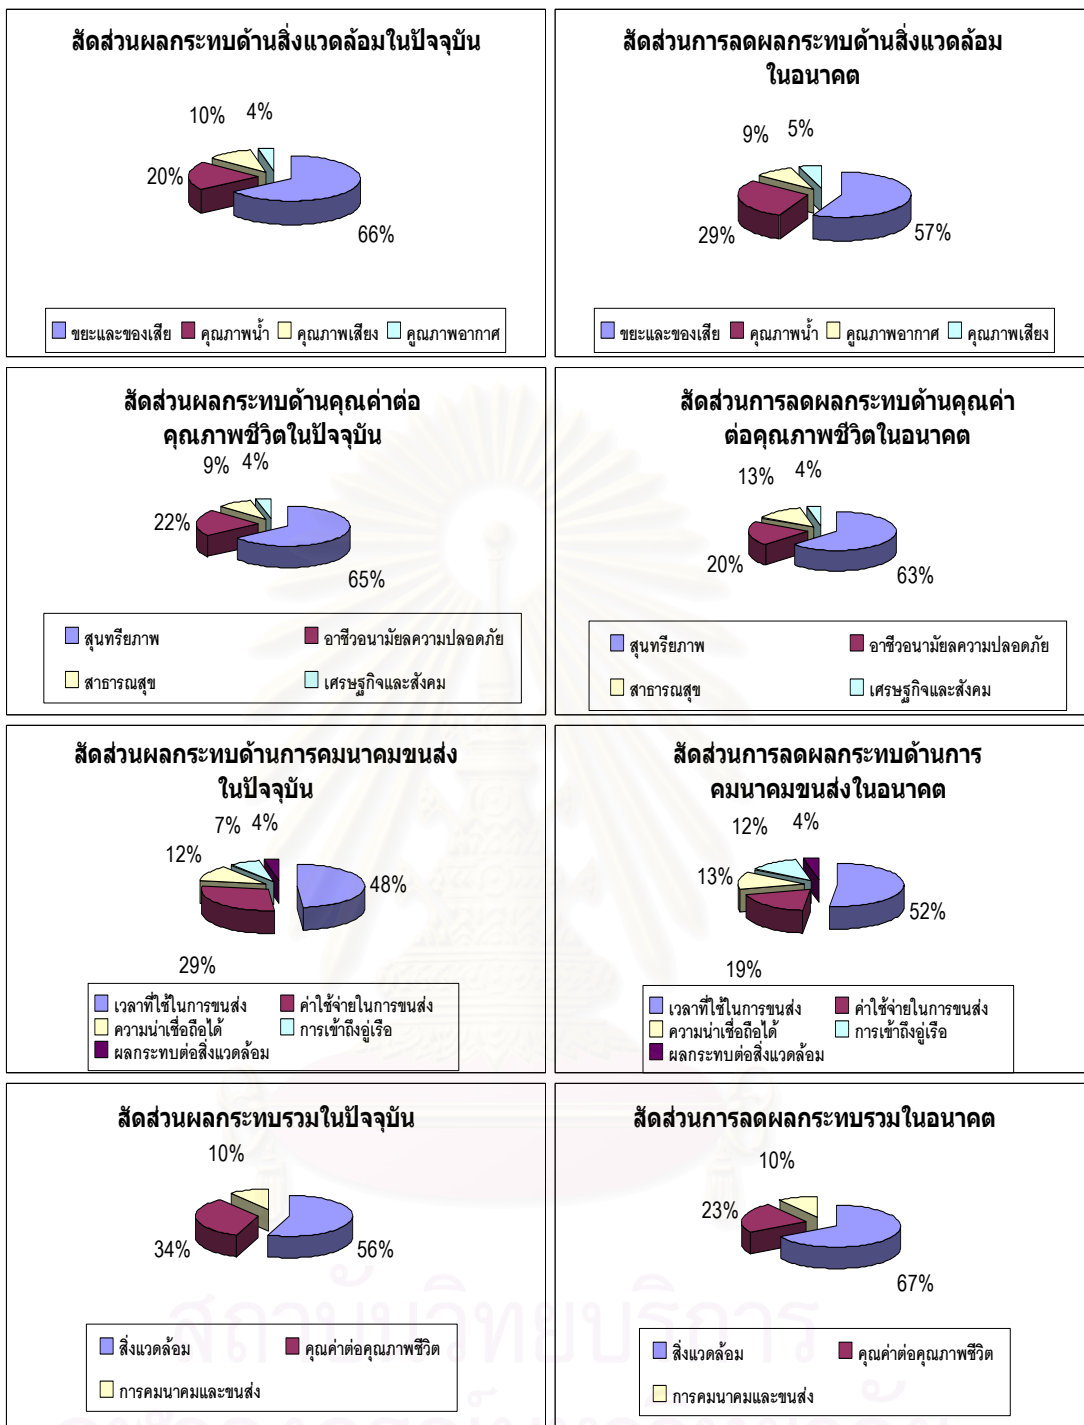 สัดส่วนผลกระทบด้านสิ่งแวดล้อมในปัจจุบัน
10% 4%
20%
66%
ขยะและของเสีย คุณภาพน้ำ คุณภาพเสียง คูณภาพอากาศ
สัดส่วนการลดผลกระทบด้านสิ่งแวดล้อม
ในอนาคต
9% 5%
29% 57%
ขยะและของเสีย คุณภาพน้ำ คูณภาพอากาศ คุณภาพเสียง
สัดส่วนผลกระทบด้านคุณค่าต่อ
คุณภาพชีวิตในปัจจุบัน
9% 4%
22%
65%
สุนทรียภาพ อาชีวอนามัยลความปลอดภัย
สาธารณสุข เศรษฐกิจและสังคม
สัดส่วนการลดผลกระทบด้านคุณค่า
ต่อคุณภาพชีวิตในอนาคต
13% 4%
20% 63%
สุนทรียภาพ อาชีวอนามัยลความปลอดภัย
สาธารณสุข เศรษฐกิจและสังคม
สัดส่วนผลกระทบด้านการคมนาคมขนส่ง
ในปัจจุบัน
7% 4%
12%
48%
29%
เวลาที่ใช้ในการขนส่ง ค่าใช้จ่ายในการขนส่ง
ความน่าเชื่อถือได้ การเข้าถึงอู่เรือ
ผลกระทบต่อสิ่งแวดล้อม
สัดส่วนการลดผลกระทบด้านการ
คมนาคมขนส่งในอนาคต
12% 4%
13%
52%
19%
เวลาที่ใช้ในการขนส่ง ค่าใช้จ่ายในการขนส่ง
ความน่าเชื่อถือได้ การเข้าถึงอู่เรือ
ผลกระทบต่อสิ่งแวดล้อม
สัดส่วนผลกระทบรวมในปัจจุบัน
10%
34% 56%
สิ่งแวดล้อม คุณค่าต่อคุณภาพชีวิต
การคมนาคมและขนส่ง
สัดส่วนการลดผลกระทบรวมในอนาคต
10%
23%
67%
สิ่งแวดล้อม คุณค่าต่อคุณภาพชีวิต
การคมนาคมและขนส่ง
สถาบันวิทยบริการ
จุฬาลงกรณ์มหาวิทยาลัย